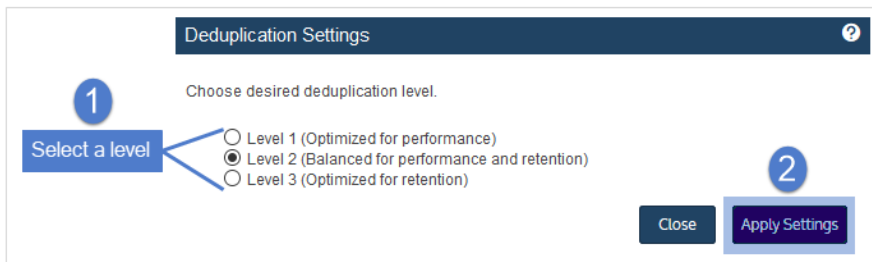 Deduplication Settings ?
1
Choose desired deduplication level.
Select a level
Level 1 (Optimized for performance)
Level 2 (Balanced for performance and retention)
Level 3 (Optimized for retention)
2
Close Apply Settings